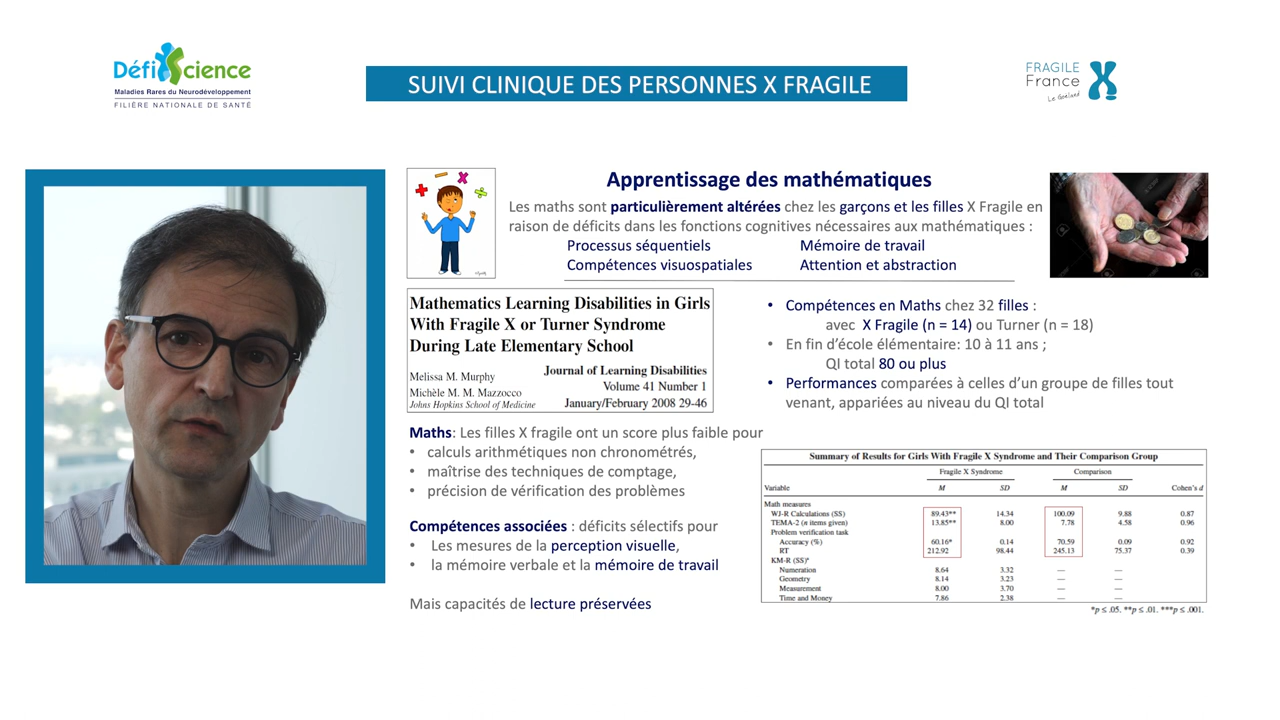 Défi Science
Maladies Rares du Neurodéveloppement
FILIÈRE NATIONALE DE SANTÉ
SUIVI CLINIQUE DES PERSONNES X FRAGILE
FRAGILE
France
Le Goéland
Apprentissage des mathématiques
Les maths sont particulièrement altérées chez les garçons et les filles X Fragile en
raison de déficits dans les fonctions cognitives nécessaires aux mathématiques :
Processus séquentiels Mémoire de travail
Compétences visuospatiales Attention et abstraction
Mathematics Learning Disabilities in Girls
With Fragile X or Turner Syndrome
During Late Elementary School
Melissa M. Murphy
Michèle M. M. Mazzocco
Johns Hopkins School of Medicine
Journal of Learning Disabilities
Volume 41 Number 1
January/February 2008 29-46
• Compétences en Maths chez 32 filles :
avec X Fragile (n = 14) ou Turner (n = 18)
• En fin d'école élémentaire: 10 à 11 ans ;
QI total 80 ou plus
• Performances comparées à celles d'un groupe de filles tout
venant, appariées au niveau du QI total
Maths: Les filles X fragile ont un score plus faible pour
• calculs arithmétiques non chronométrés,
• maîtrise des techniques de comptage,
• précision de vérification des problèmes
Compétences associées : déficits sélectifs pour
• Les mesures de la perception visuelle,
• la mémoire verbale et la mémoire de travail
Mais capacités de lecture préservées
Summary of Results for Girls With Fragile X Syndrome and Their Comparison Group
Fragile X Syndrome Comparison
Variable M SD M SD Cohen's d
Math measures
WJ-R Calculations (SS) 89.43** 14.34 100.09 9.88 0.87
TEMA-2 (n items given) 13.85** 8.00 7.78 4.58 0.96
Problem verification task
Accuracy (%) 60.16* 0.14 70.59 0.09 0.92
RT 212.92 98.44 245.13 75.37 0.39
KM-R (SS)ª
Numeration 8.64 3.32 — —
Geometry 8.14 3.23 — —
Measurement 8.00 3.70 — —
Time and Money 7.86 2.38 — —
*p ≤ .05. **p ≤ .01. ***p ≤ .001.